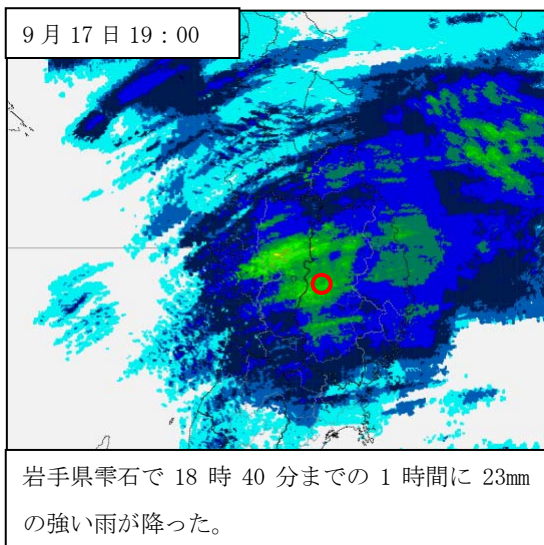 9月17日19：00
岩手県雫石で 18 時 40 分までの 1 時間に 23mm
の強い雨が降った。